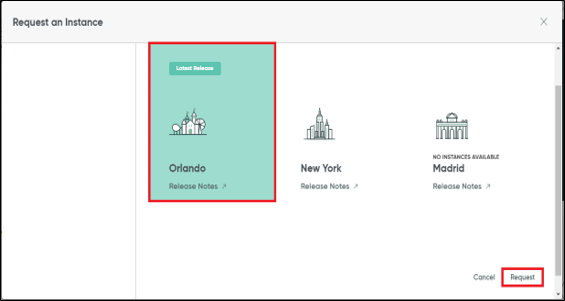 Request an Instance
Latest Release
Orlando
Release Notes ↗
New York
Release Notes ↗
NO INSTANCES AVAILABLE
Madrid
Release Notes ↗
Cancel
Request